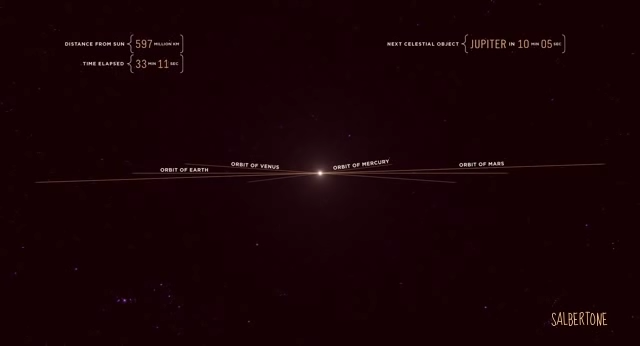 DISTANCE FROM SUN 597 MILLION KM
TIME ELAPSED 33 MIN 11 SEC
NEXT CELESTIAL OBJECT JUPITER IN 10 MIN 05 SEC
ORBIT OF EARTH
ORBIT OF VENUS
ORBIT OF MERCURY
ORBIT OF MARS
SALBERTONE